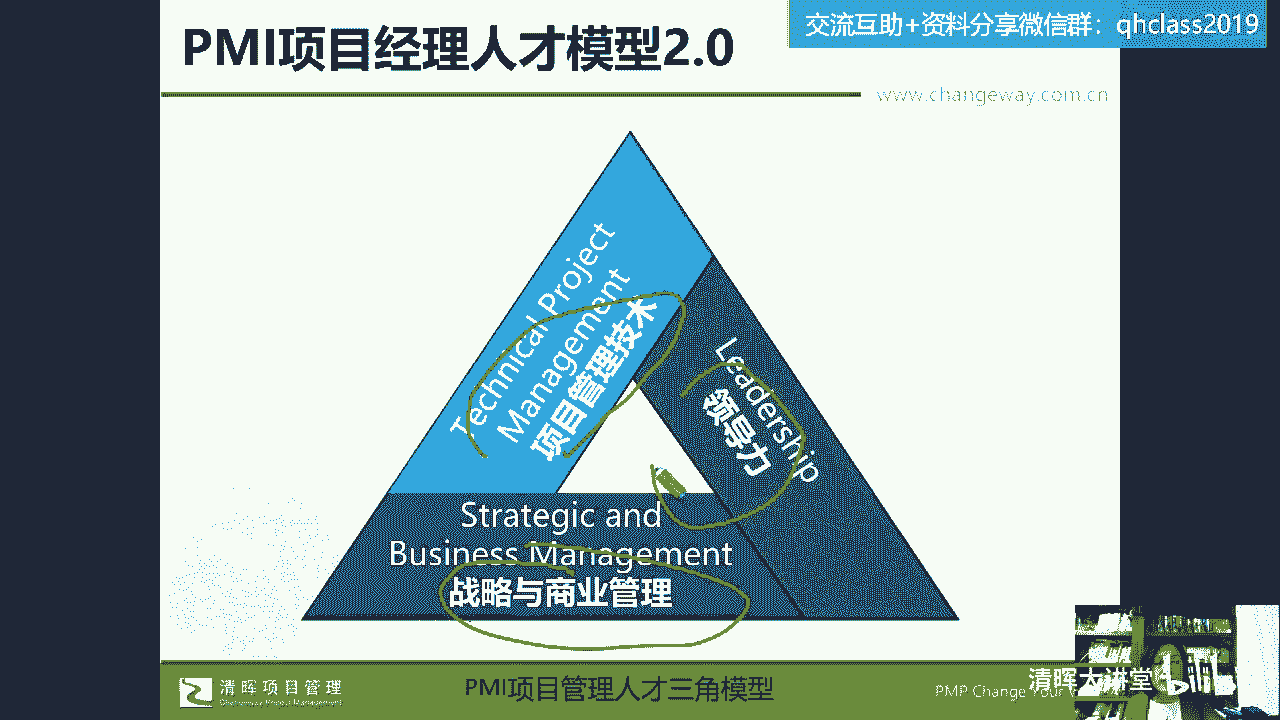 交流互助+资料分享微信群：qhclass2019
PMI项目经理人才模型2.0
www.changeway.com.cn
Technical Project
Management
项目管理技术
Leadership
领导力
Strategic and
Business Management
战略与商业管理
清晖项目管理
Changeway Project Management
PMI项目管理人才三角模型
PMP Change Your
清晖大讲堂